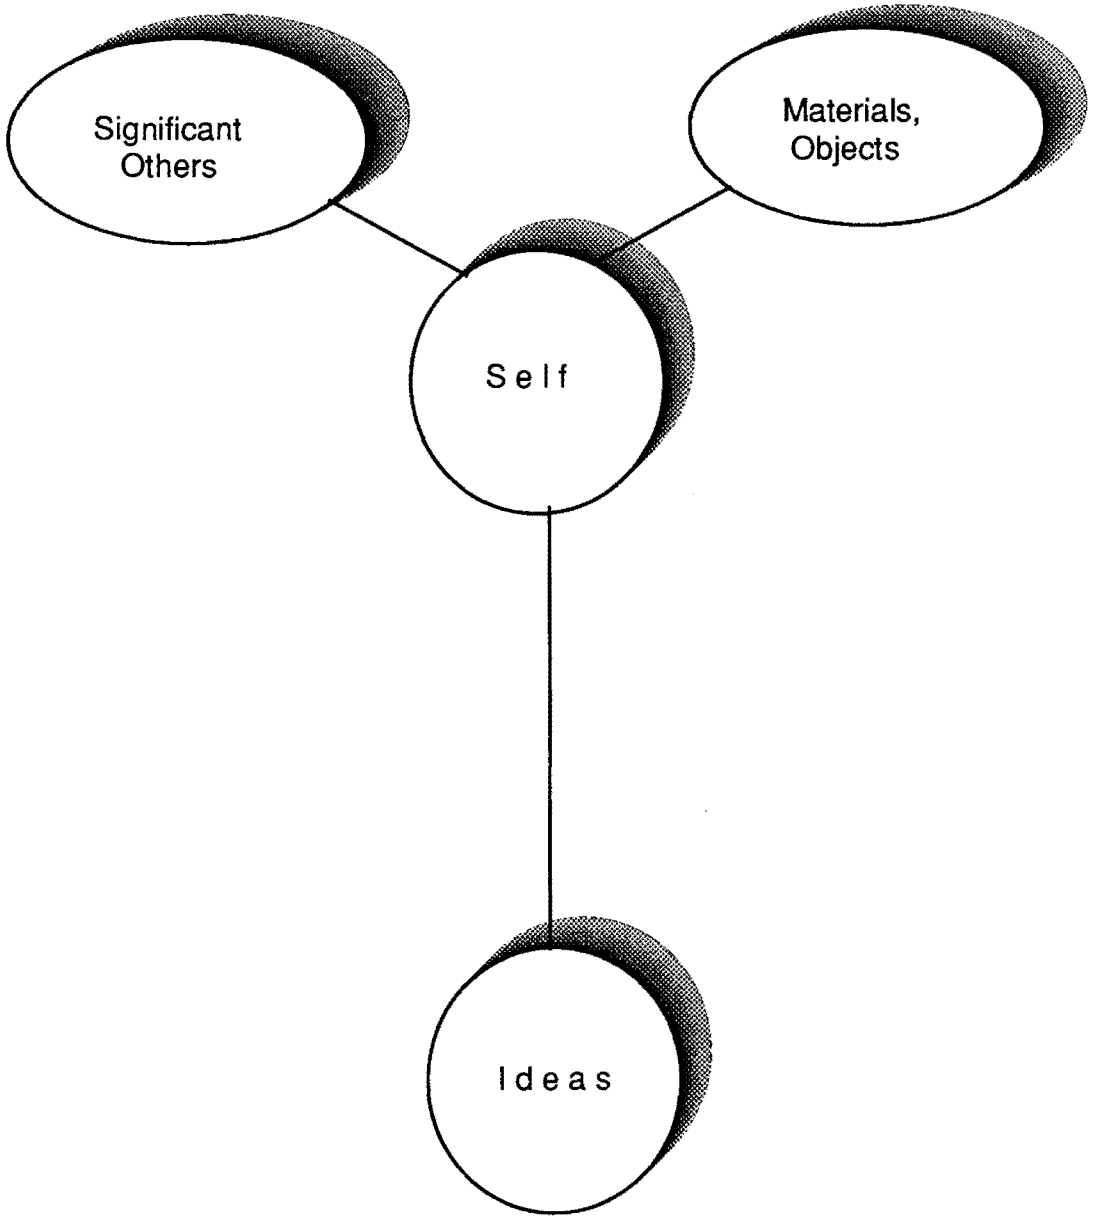 Significant
Others
Materials,
Objects
Self
Ideas